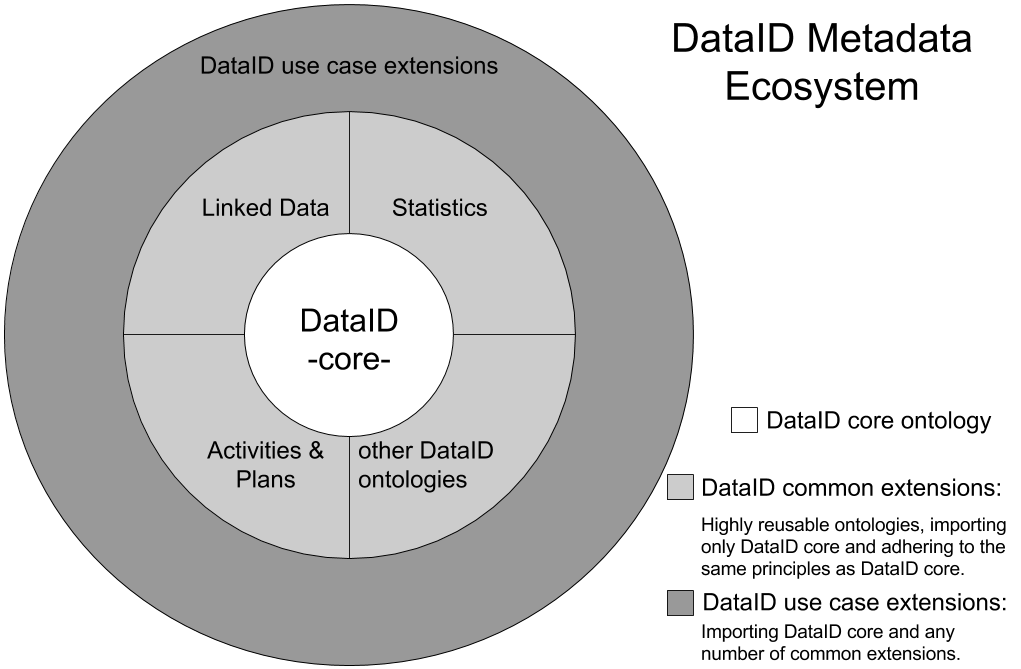 DataID Metadata
Ecosystem
DataID use case extensions
Linked Data
Statistics
DataID
-core-
Activities &
Plans
other DataID
ontologies
DataID core ontology
DataID common extensions:
Highly reusable ontologies, importing
only DataID core and adhering to the
same principles as DataID core.
DataID use case extensions:
Importing DataID core and any
number of common extensions.